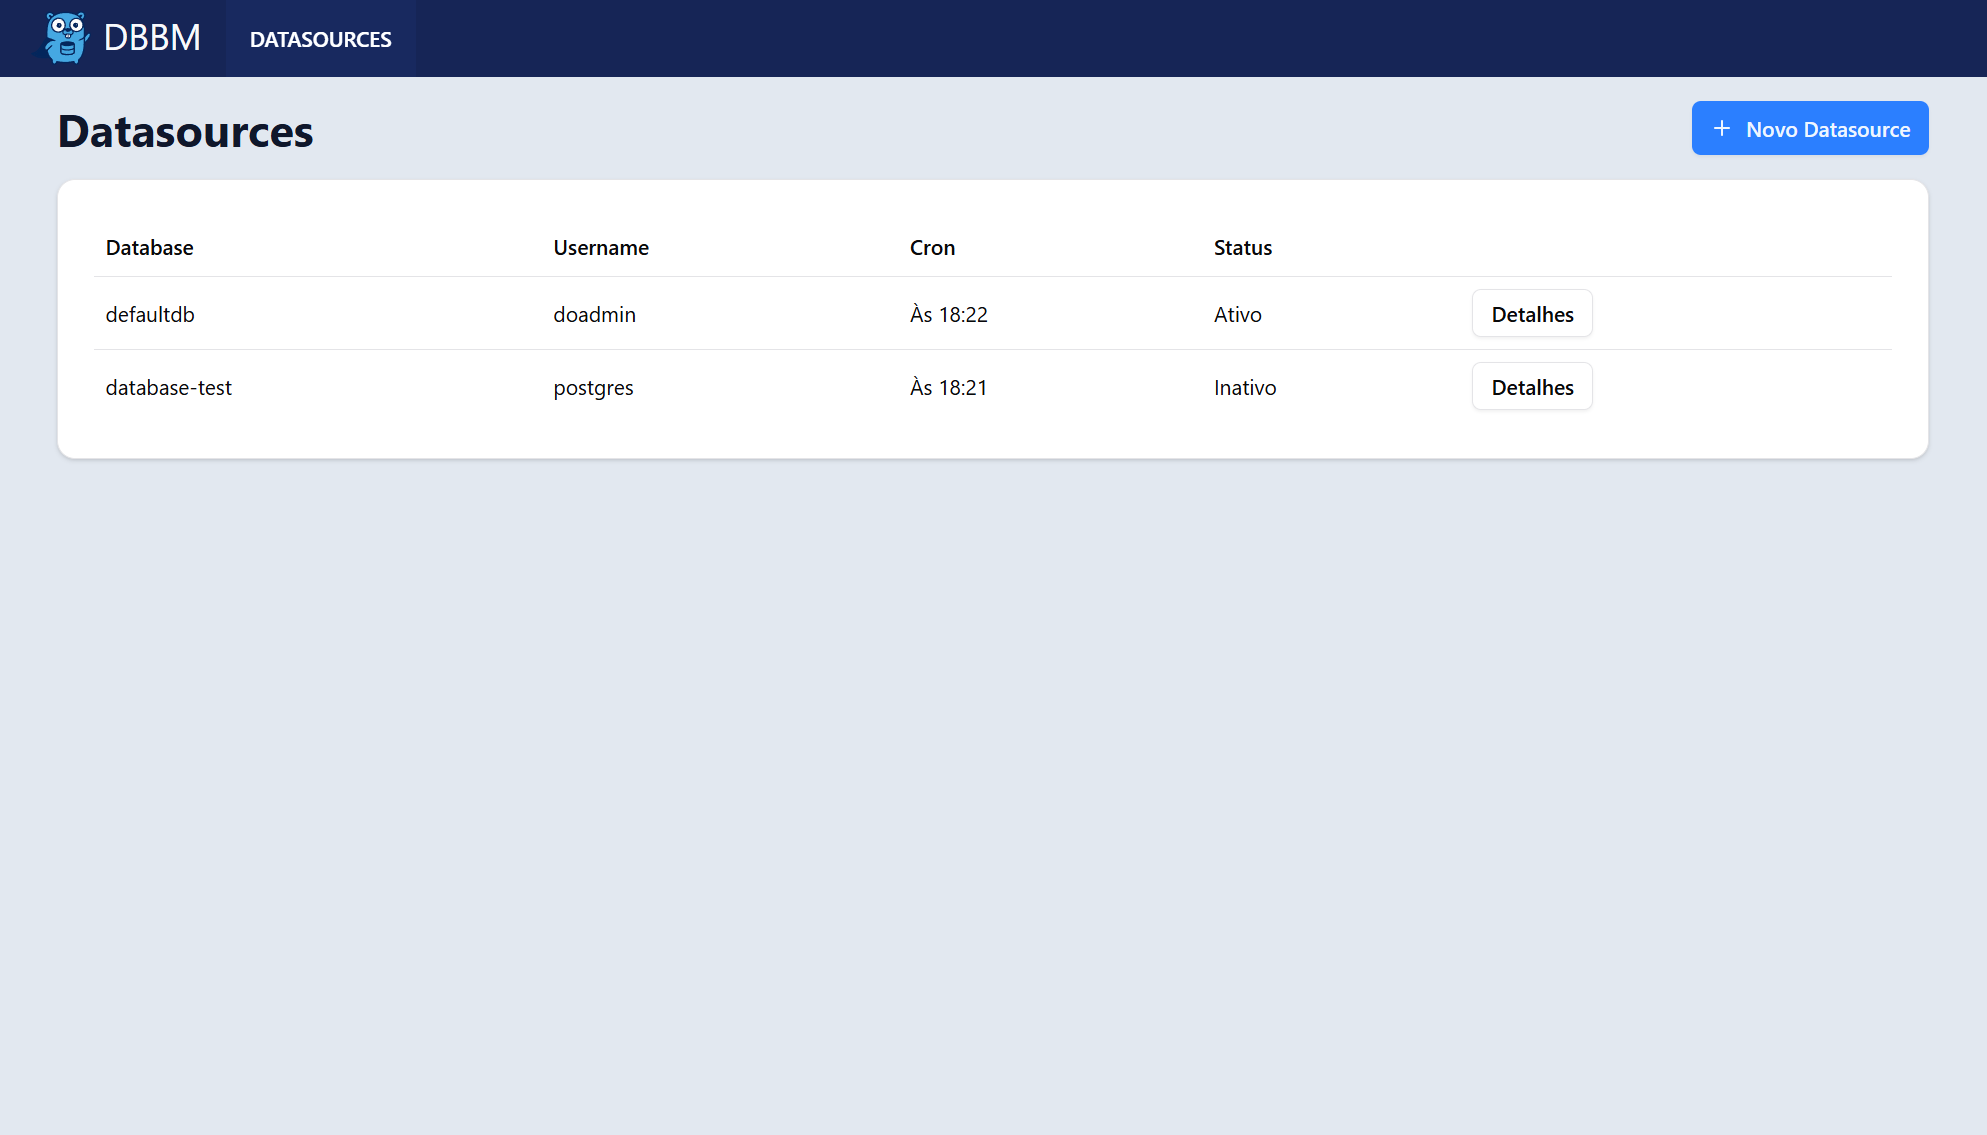 DBBM DATASOURCES
Datasources
Novo Datasource
Database Username Cron Status
defaultdb doadmin Às 18:22 Ativo Detalhes
database-test postgres Às 18:21 Inativo Detalhes